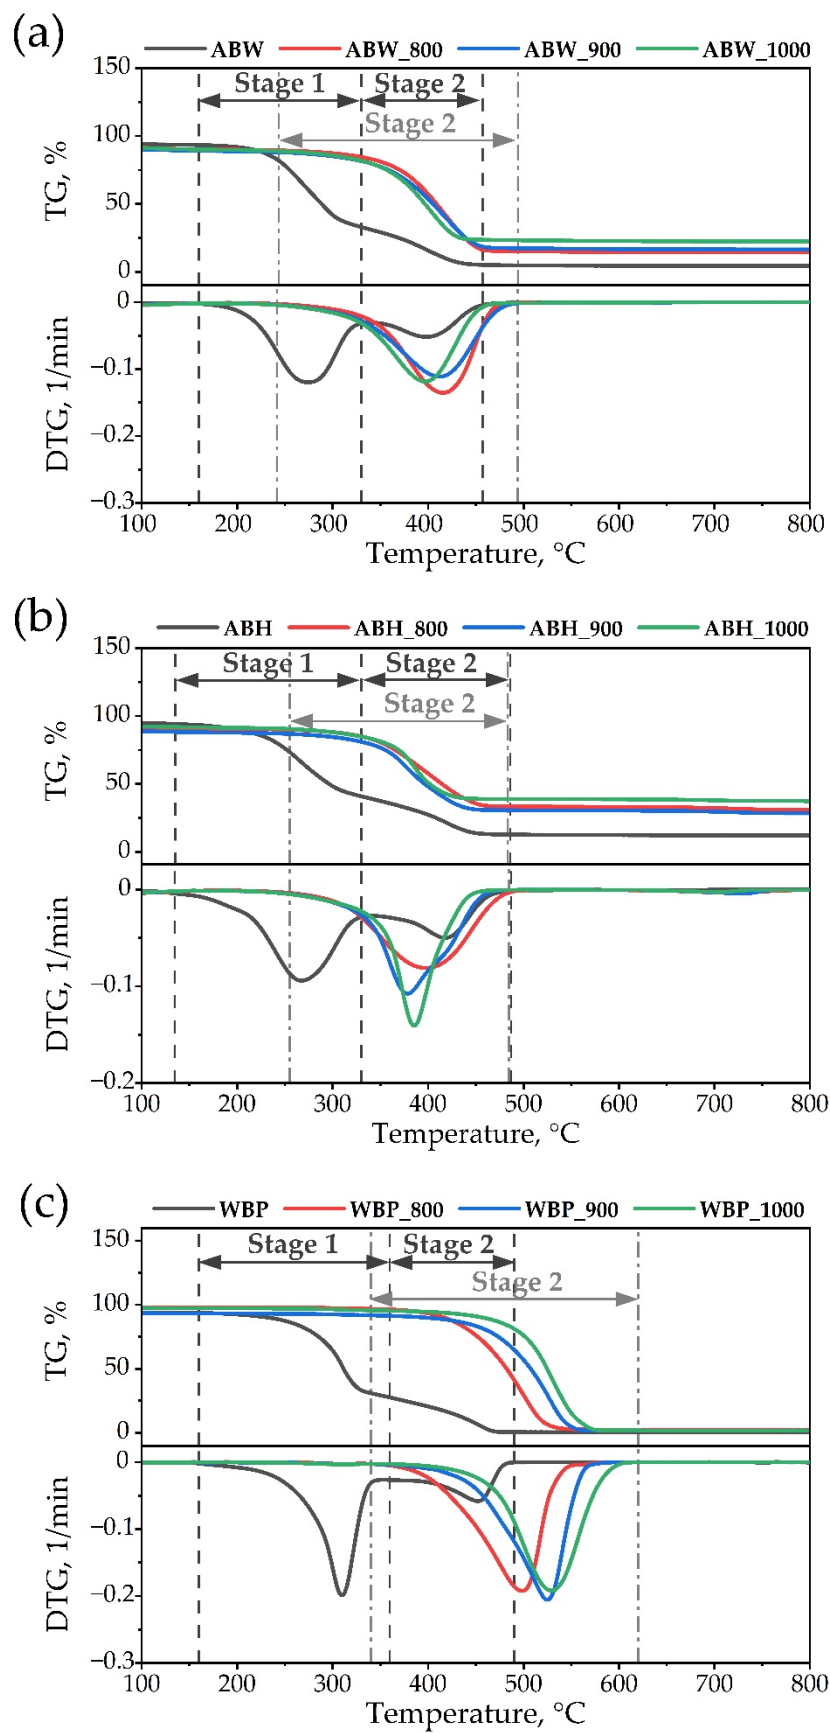 (a)
ABW ABW_800 ABW_900 ABW_1000
150
Stage 1 Stage 2
Stage 2
100
50
0
TG, %
0
−0.1
−0.2
−0.3
DTG, 1/min
100 200 300 400 500 600 700 800
Temperature, °C
(b)
ABH ABH_800 ABH_900 ABH_1000
150
Stage 1 Stage 2
Stage 2
100
50
0
TG, %
0
−0.1
−0.2
DTG, 1/min
100 200 300 400 500 600 700 800
Temperature, °C
(c)
WBP WBP_800 WBP_900 WBP_1000
150
Stage 1 Stage 2
Stage 2
100
50
0
TG, %
0
−0.1
−0.2
−0.3
DTG, 1/min
100 200 300 400 500 600 700 800
Temperature, °C